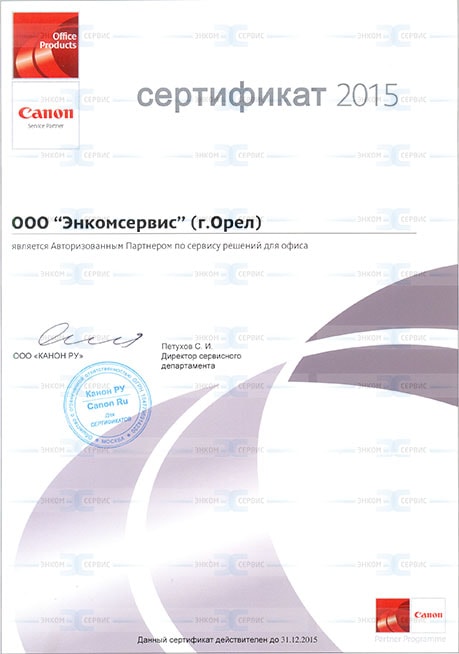 Office
Products
Canon
Service Partner
сертификат 2015
ООО “Энкомсервис” (г.Орел)
является Авторизованным Партнером по сервису решений для офиса
ООО «КАНОН РУ»
Петухов С. И.
Директор сервисного
департамента
Канон РУ
Canon Ru
Для
СЕРТИФИКАТОВ
МОСКВА
Canon
Partner Programme
Данный сертификат действителен до 31.12.2015
ЭНКОМ СЕРВИС